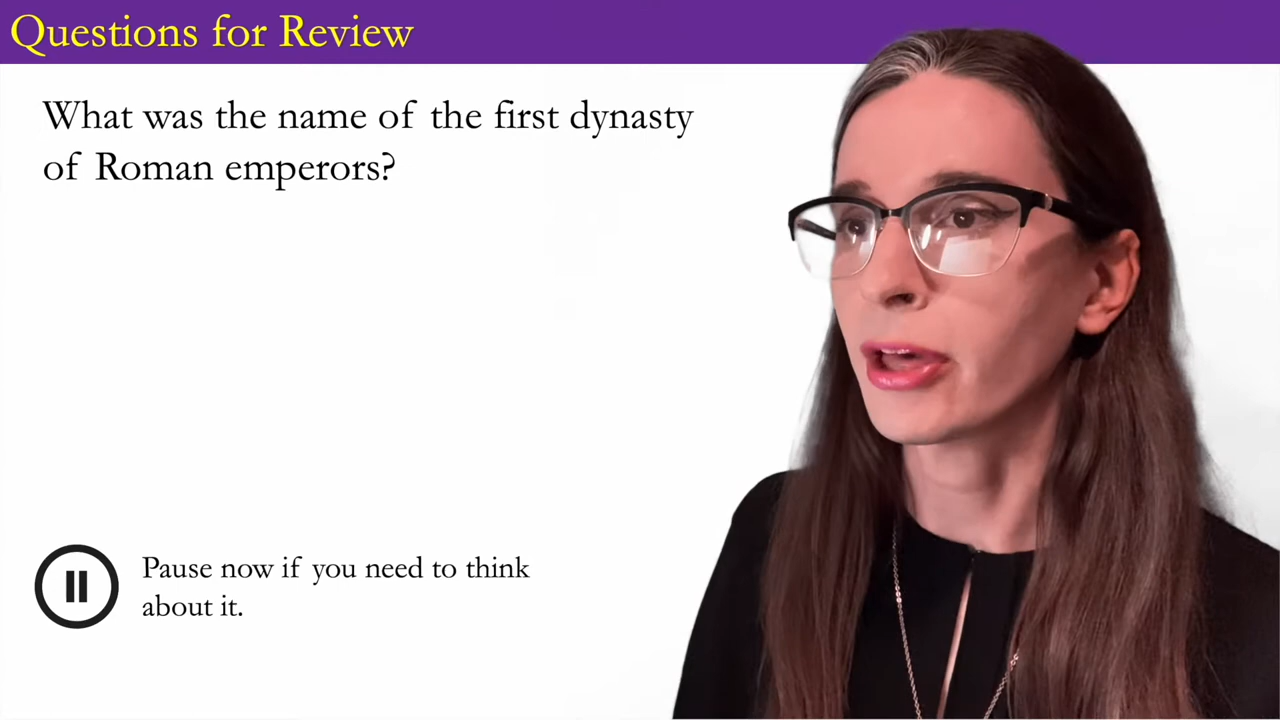 Questions for Review
What was the name of the first dynasty
of Roman emperors?
Pause now if you need to think
about it.